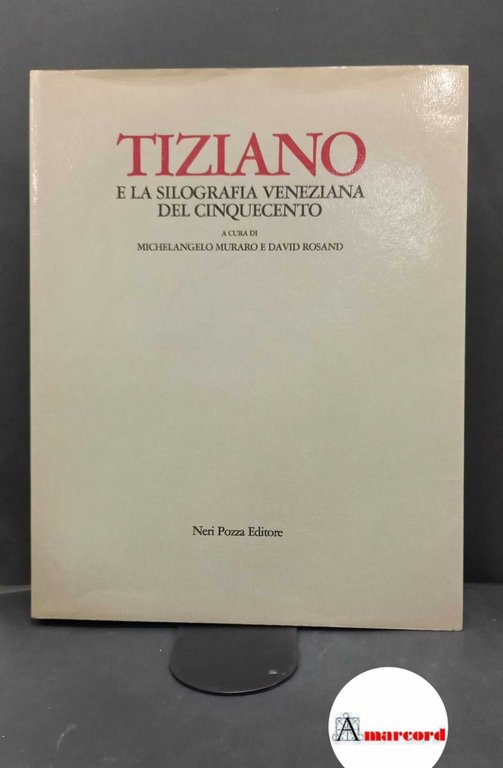 TIZIANO
E LA SILOGRAFIA VENEZIANA
DEL CINQUECENTO
A CURA DI
MICHELANGELO MURARO E DAVID ROSAND
Neri Pozza Editore
Amarcord